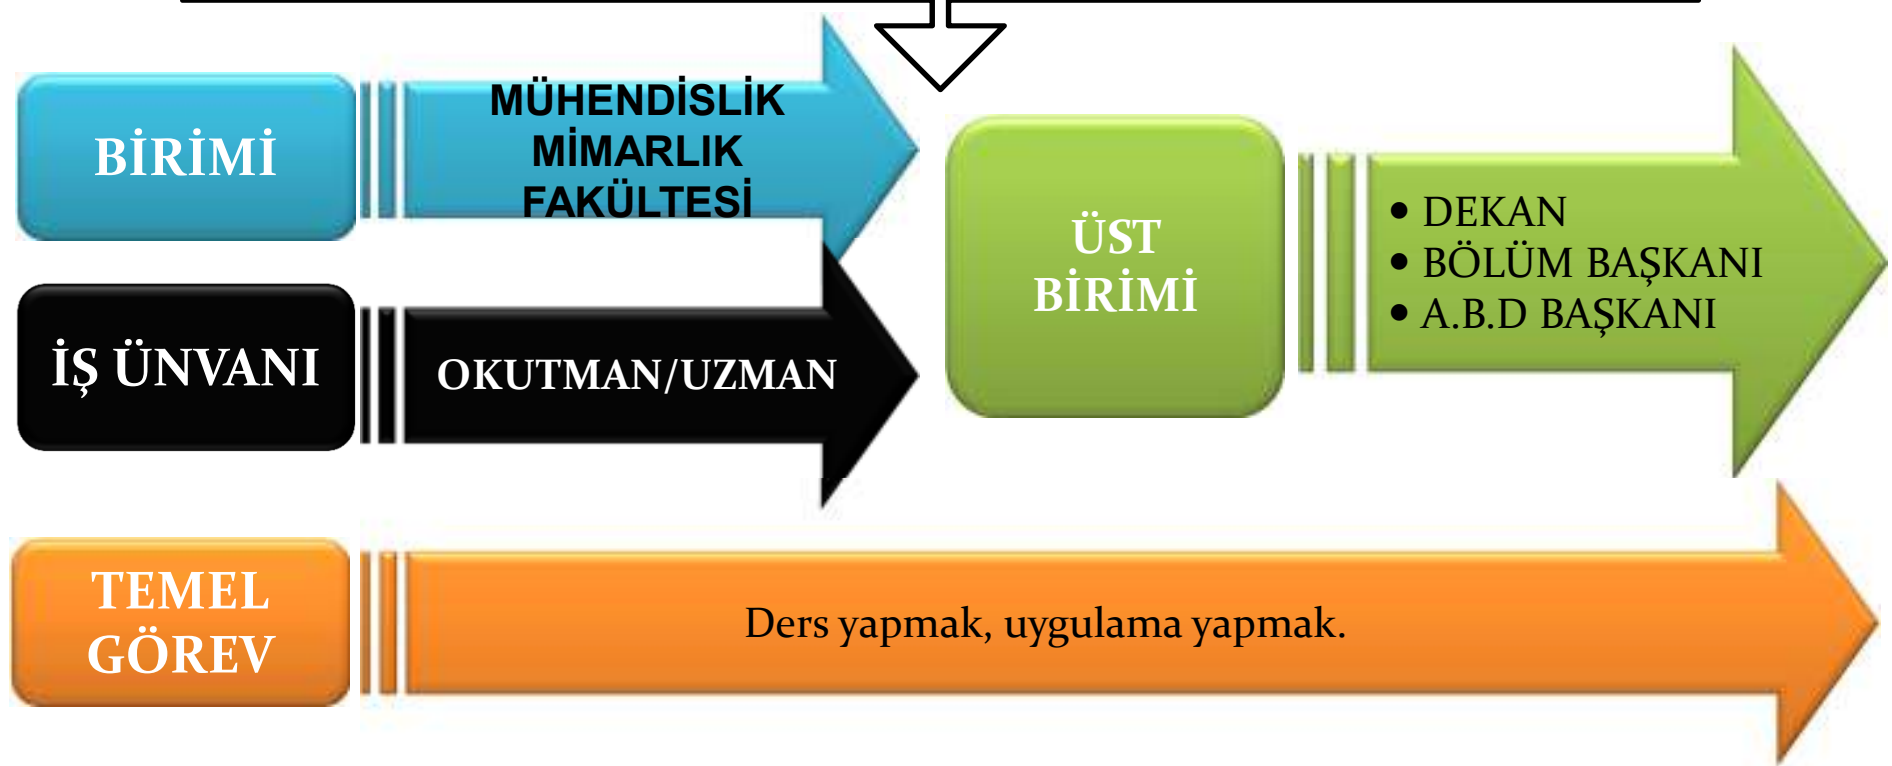 BİRİMİ
MÜHENDİSLİK
MİMARLIK
FAKÜLTESİ
İŞ ÜNVANI
OKUTMAN/UZMAN
ÜST
BİRİMİ
• DEKAN
• BÖLÜM BAŞKANI
• A.B.D BAŞKANI
TEMEL
GÖREV
Ders yapmak, uygulama yapmak.